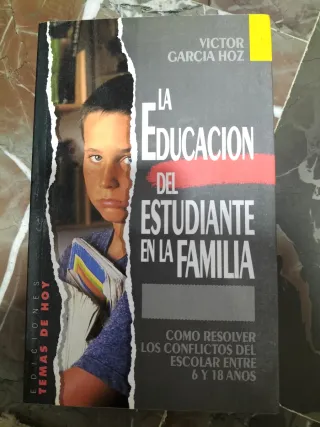 VICTOR
GARCIA HOZ
LA
EDUCACION
DEL
ESTUDIANTE
EN LA FAMILIA
COMO RESOLVER
LOS CONFLICTOS DEL
ESCOLAR ENTRE
6 Y 18 AÑOS
EDICIONES
TEMAS DE HOY